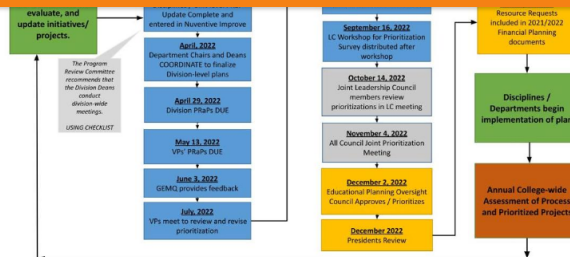 evaluate, and
update initiatives/
projects.
The Program
Review Committee
recommends that
the Division Deans
conduct
division-wide
meetings.
USING CHECKLIST
Update Complete and
entered in Nuventive Improve
April, 2022
Department Chairs and Deans
COORDINATE to finalize
Division-level plans
April 29, 2022
Division PRaPs DUE
May 13, 2022
VPs' PRaPs DUE
June 3, 2022
GEMQ provides feedback
July, 2022
VPs meet to review and revise
prioritization
September 16, 2022
LC Workshop for Prioritization
Survey distributed after
workshop
October 14, 2022
Joint Leadership Council
members review
prioritizations in LC meeting
November 4, 2022
All Council Joint Prioritization
Meeting
December 2, 2022
Educational Planning Oversight
Council Approves / Prioritizes
December 2022
Presidents Review
Resource Requests
included in 2021/2022
Financial Planning
documents
Disciplines /
Departments begin
implementation of plan
Annual College-wide
Assessment of Process
and Prioritized Projects